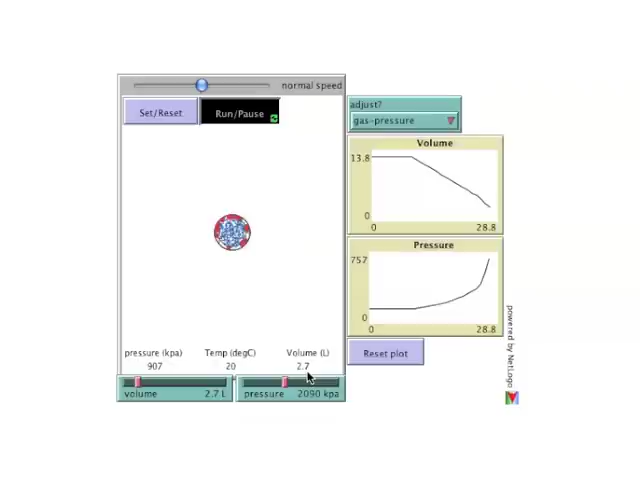 normal speed
Set/Reset
Run/Pause
adjust?
gas-pressure
Volume
13.8
0
0
28.8
Pressure
757
0
0
28.8
Reset plot
powered by NetLogo
pressure (kpa)
Temp (degC)
Volume (L)
907
20
2.7
volume
2.7 L
pressure
2090 kpa